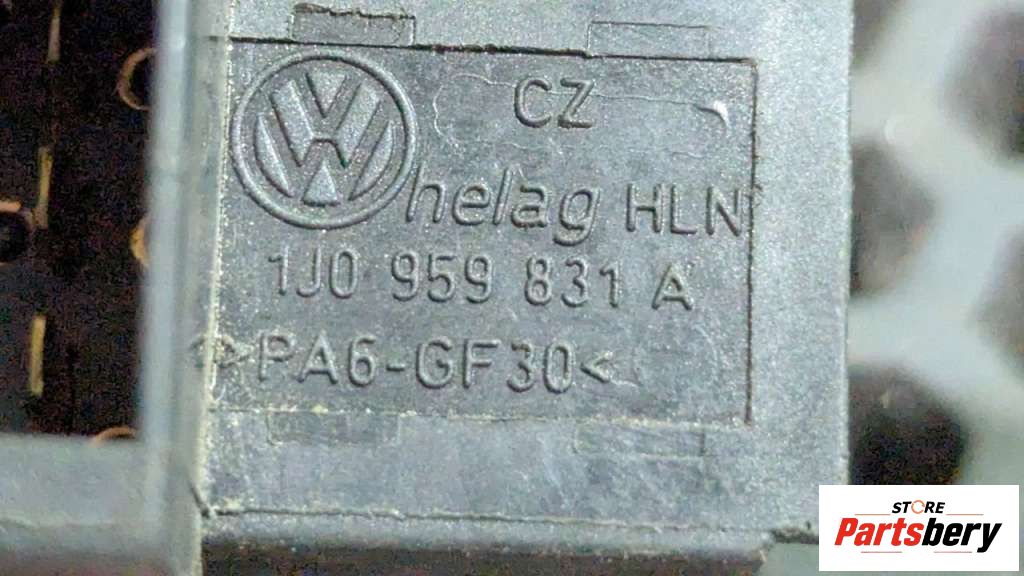 CZ
helag HLN
1J0 959 831 A
>PA6-GF30<
STORE
Partsbery